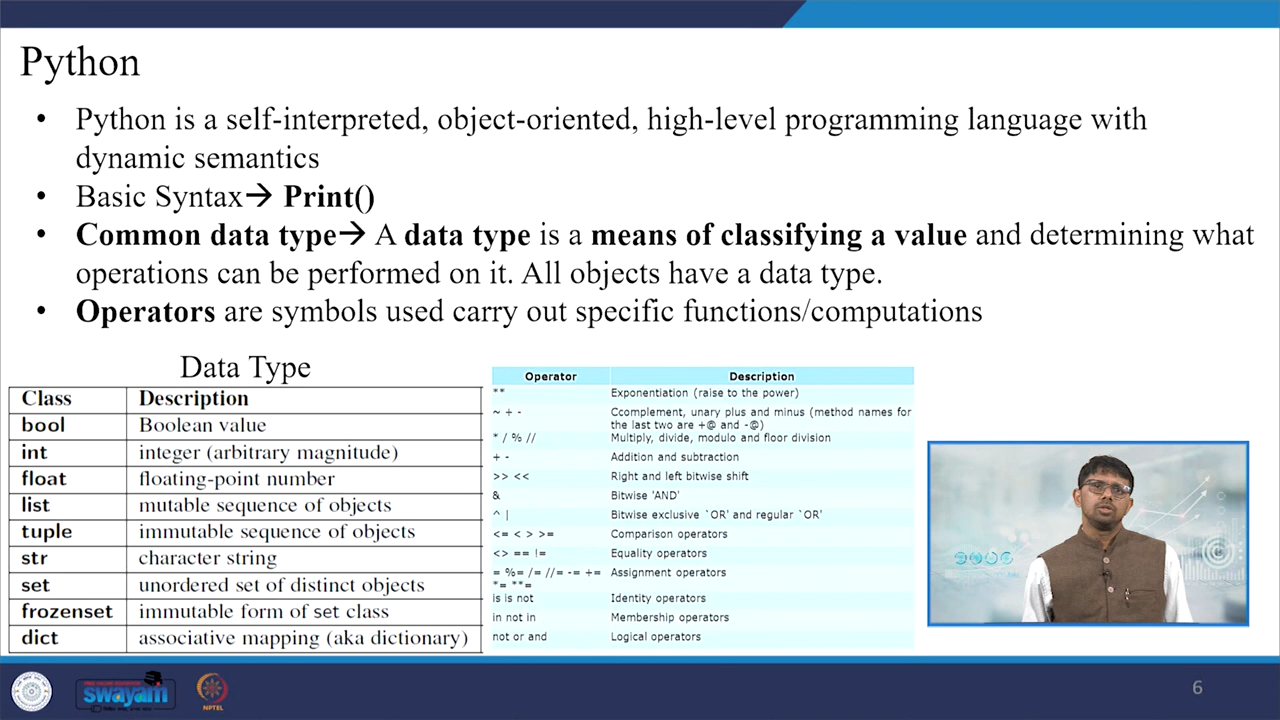 Python
• Python is a self-interpreted, object-oriented, high-level programming language with
dynamic semantics
• Basic Syntax→ Print()
• Common data type→ A data type is a means of classifying a value and determining what
operations can be performed on it. All objects have a data type.
• Operators are symbols used carry out specific functions/computations
Data Type
Class Description
bool Boolean value
int integer (arbitrary magnitude)
float floating-point number
list mutable sequence of objects
tuple immutable sequence of objects
str character string
set unordered set of distinct objects
frozenset immutable form of set class
dict associative mapping (aka dictionary)
Operator Description
** Exponentiation (raise to the power)
~ + - Ccomplement, unary plus and minus (method names for
the last two are +@ and -@)
* / % // Multiply, divide, modulo and floor division
+ - Addition and subtraction
>> << Right and left bitwise shift
& Bitwise 'AND'
^ | Bitwise exclusive `OR' and regular `OR'
<= < > >= Comparison operators
<> == != Equality operators
= %= /= //= -= += Assignment operators
*= **=
is is not Identity operators
in not in Membership operators
not or and Logical operators
swayam
NPTEL
6